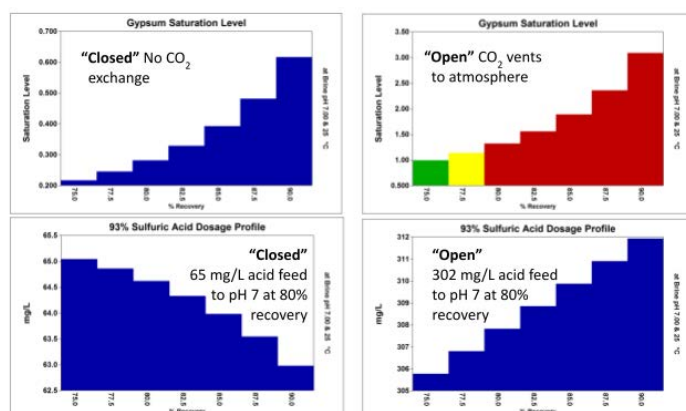 Gypsum Saturation Level
"Closed" No CO2
exchange
Saturation Level
0.700
0.600
0.500
0.400
0.300
0.200
75.0
77.5
80.0
82.5
85.0
87.5
90.0
% Recovery
at Brine pH 7.00 & 25 °C
Gypsum Saturation Level
"Open" CO2 vents
to atmosphere
Saturation Level
3.50
3.00
2.50
2.00
1.50
1.00
0.500
75.0
77.5
80.0
82.5
85.0
87.5
90.0
% Recovery
at Brine pH 7.00 & 25 °C
93% Sulfuric Acid Dosage Profile
"Closed"
65 mg/L acid feed
to pH 7 at 80%
recovery
mg/L
65.5
65.0
64.5
64.0
63.5
63.0
62.5
75.0
77.5
80.0
82.5
85.0
87.5
90.0
% Recovery
at Brine pH 7.00 & 25 °C
93% Sulfuric Acid Dosage Profile
"Open"
302 mg/L acid feed
to pH 7 at 80%
recovery
mg/L
312
311
310
309
308
307
306
305
75.0
77.5
80.0
82.5
85.0
87.5
90.0
% Recovery
at Brine pH 7.00 & 25 °C